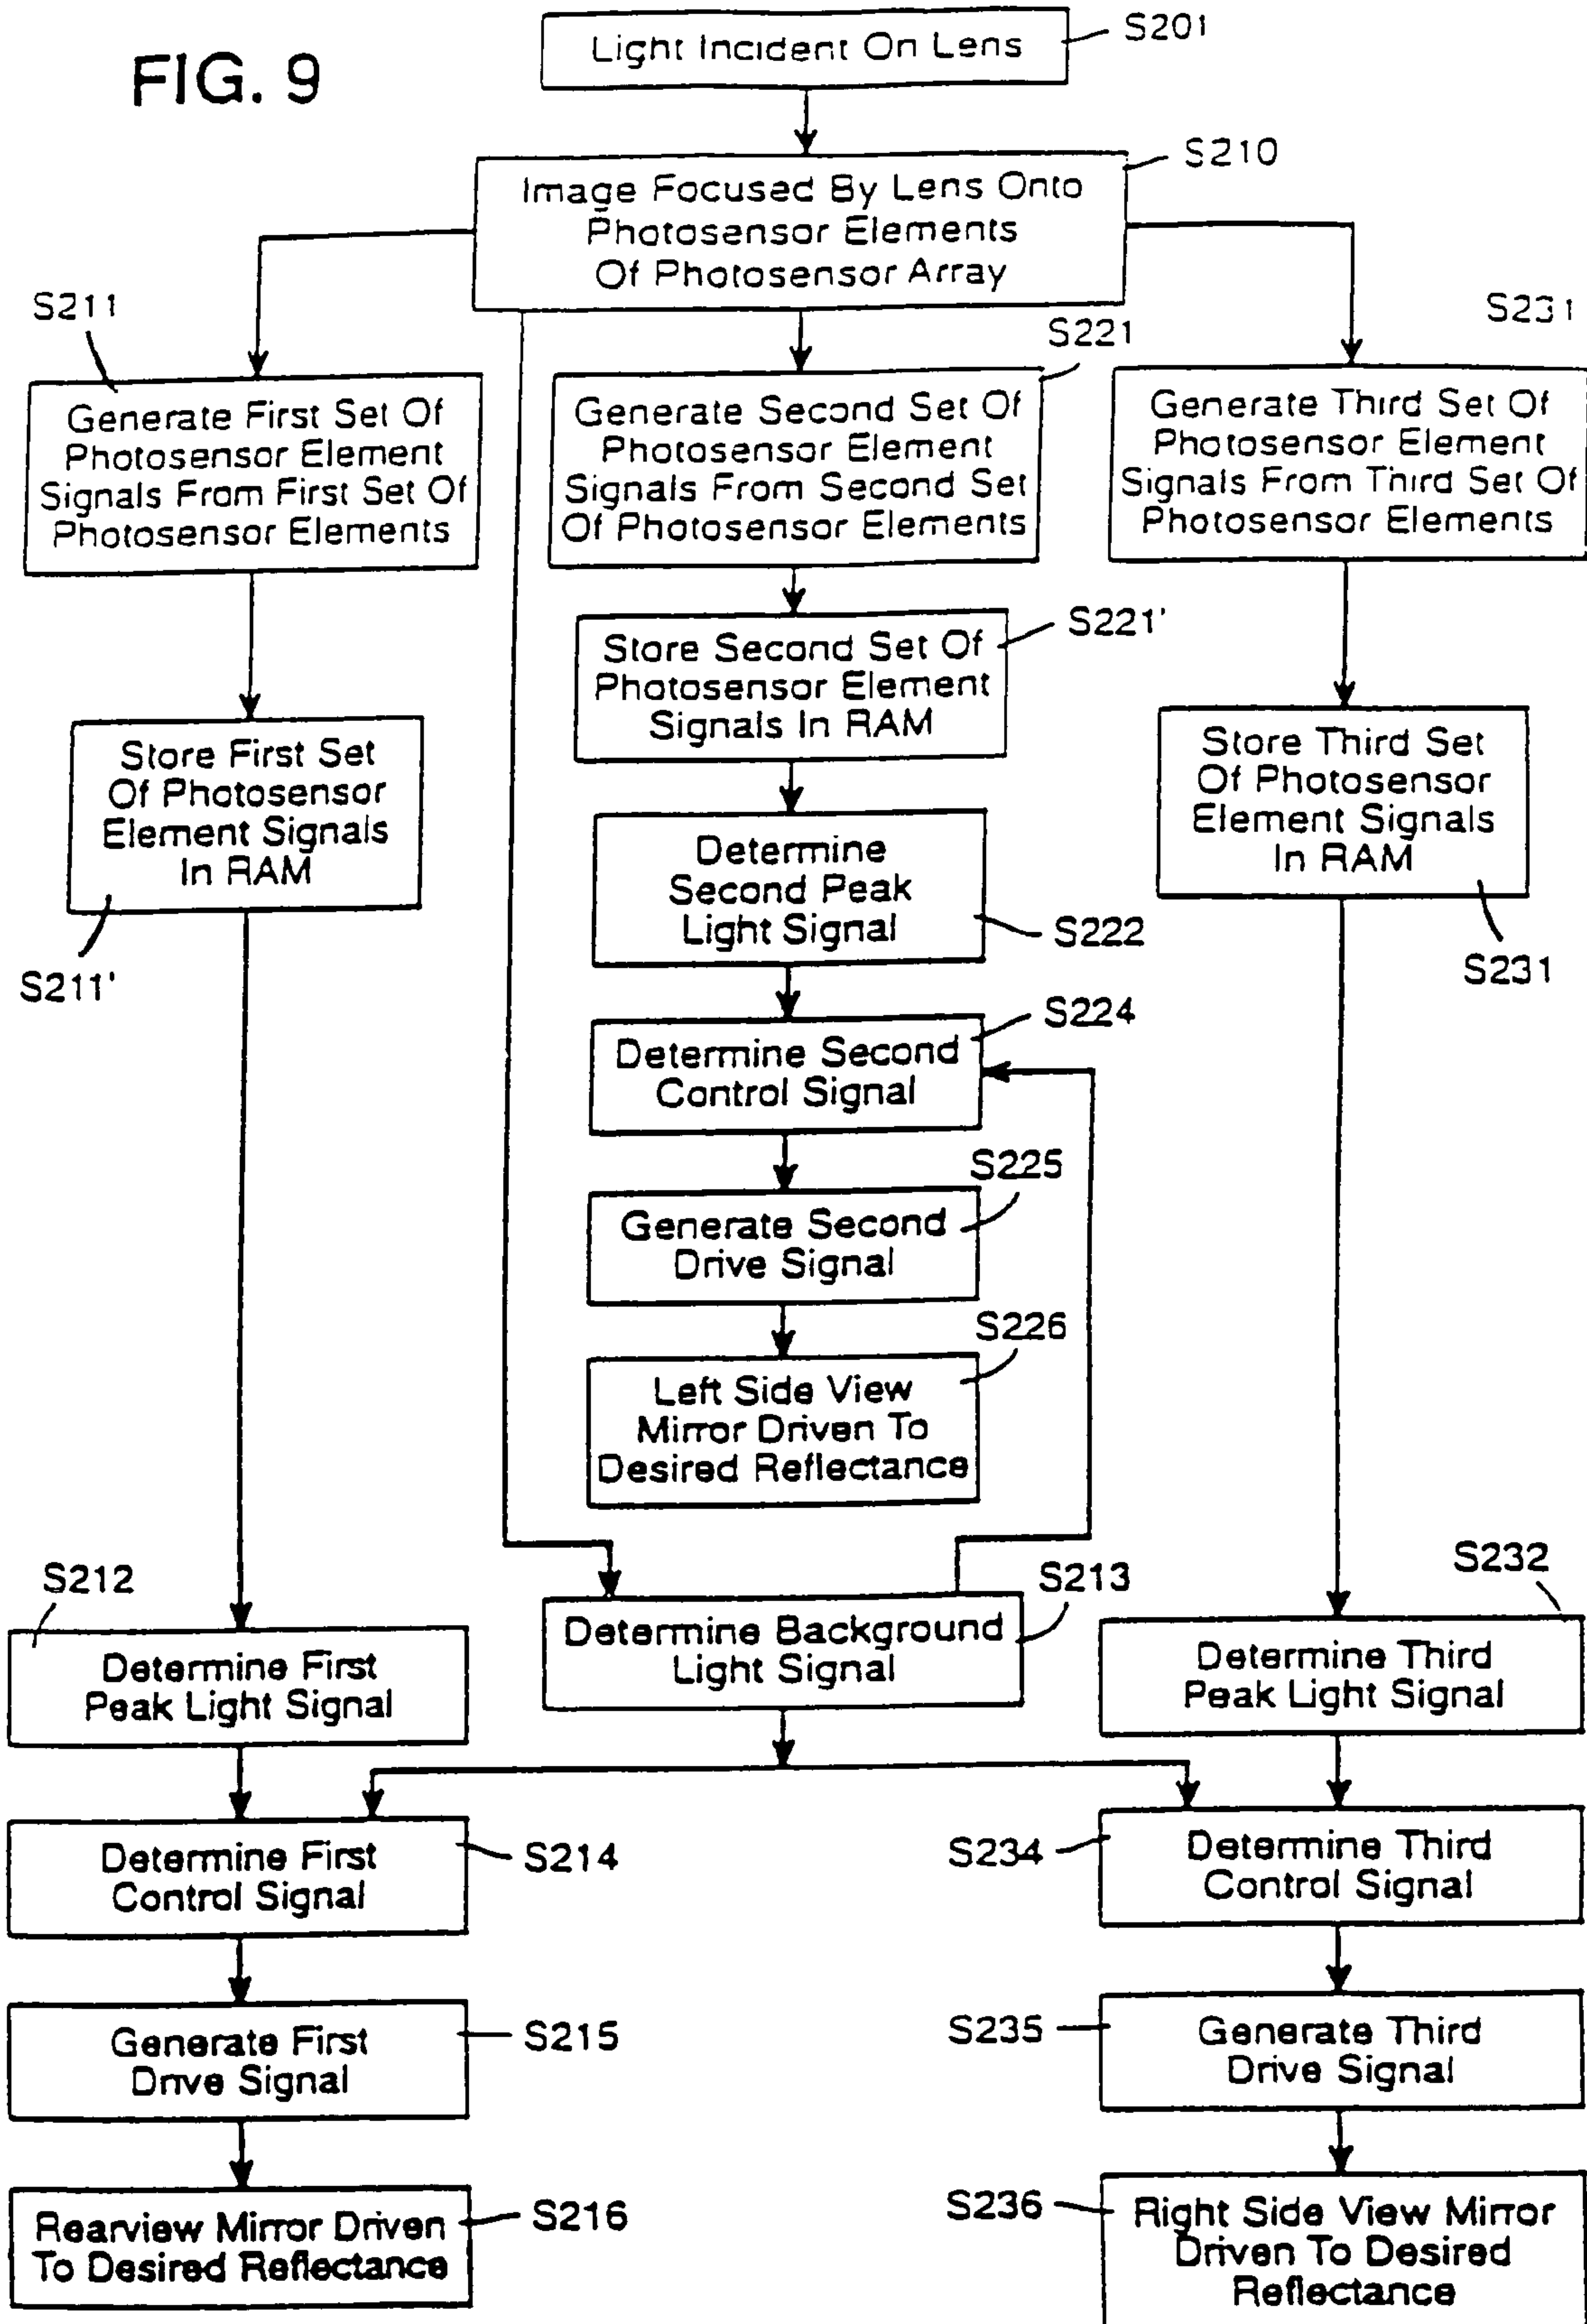 FIG. 9
Light Incident On Lens
S201
S210
Image Focused By Lens Onto
Photosensor Elements
Of Photosensor Array
S211
Generate First Set Of
Photosensor Element
Signals From First Set Of
Photosensor Elements
S221
Generate Second Set Of
Photosensor Element
Signals From Second Set
Of Photosensor Elements
S231
Generate Third Set Of
Photosensor Element
Signals From Third Set Of
Photosensor Elements
S221'
Store Second Set Of
Photosensor Element
Signals In RAM
Store First Set
Of Photosensor
Element Signals
In RAM
S211'
Store Third Set
Of Photosensor
Element Signals
In RAM
S231
Determine
Second Peak
Light Signal
S222
S224
Determine Second
Control Signal
S225
Generate Second
Drive Signal
S226
Left Side View
Mirror Driven To
Desired Reflectance
S212
Determine First
Peak Light Signal
S213
Determine Background
Light Signal
S232
Determine Third
Peak Light Signal
Determine First
Control Signal
S214
S234
Determine Third
Control Signal
Generate First
Drive Signal
S215
S235
Generate Third
Drive Signal
Rearview Mirror Driven
To Desired Reflectance
S216
S236
Right Side View Mirror
Driven To Desired
Reflectance